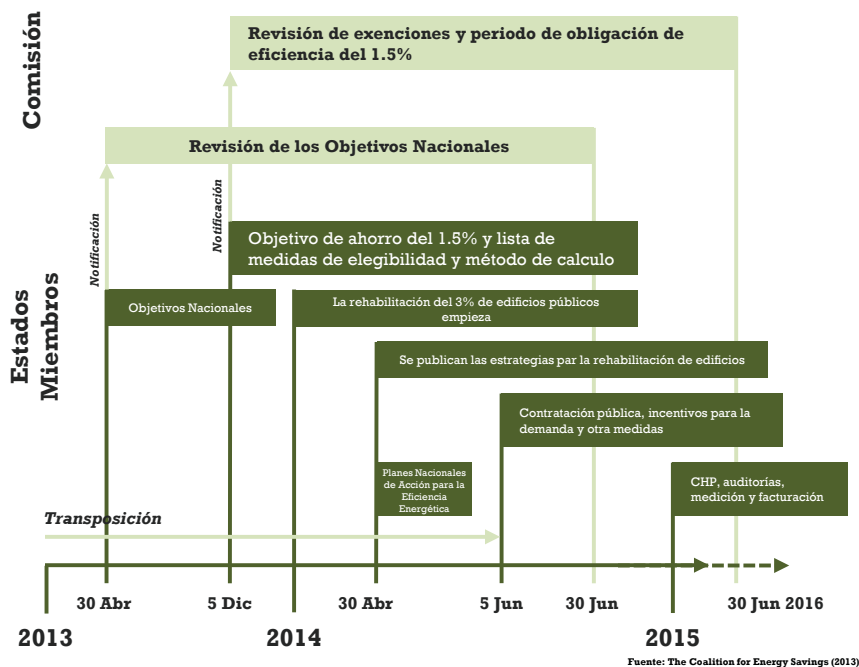 Comisión
Revisión de exenciones y periodo de obligación de
eficiencia del 1.5%
Revisión de los Objetivos Nacionales
Notificación
Notificación
Estados
Miembros
Objetivo de ahorro del 1.5% y lista de
medidas de elegibilidad y método de calculo
Objetivos Nacionales
La rehabilitación del 3% de edificios públicos
empieza
Se publican las estrategias par la rehabilitación de edificios
Contratación pública, incentivos para la
demanda y otra medidas
Planes Nacionales
de Acción para la
Eficiencia
Energética
CHP, auditorías,
medición y facturación
Transposición
30 Abr
5 Dic
30 Abr
5 Jun
30 Jun
30 Jun 2016
2013
2014
2015
Fuente: The Coalition for Energy Savings (2013)